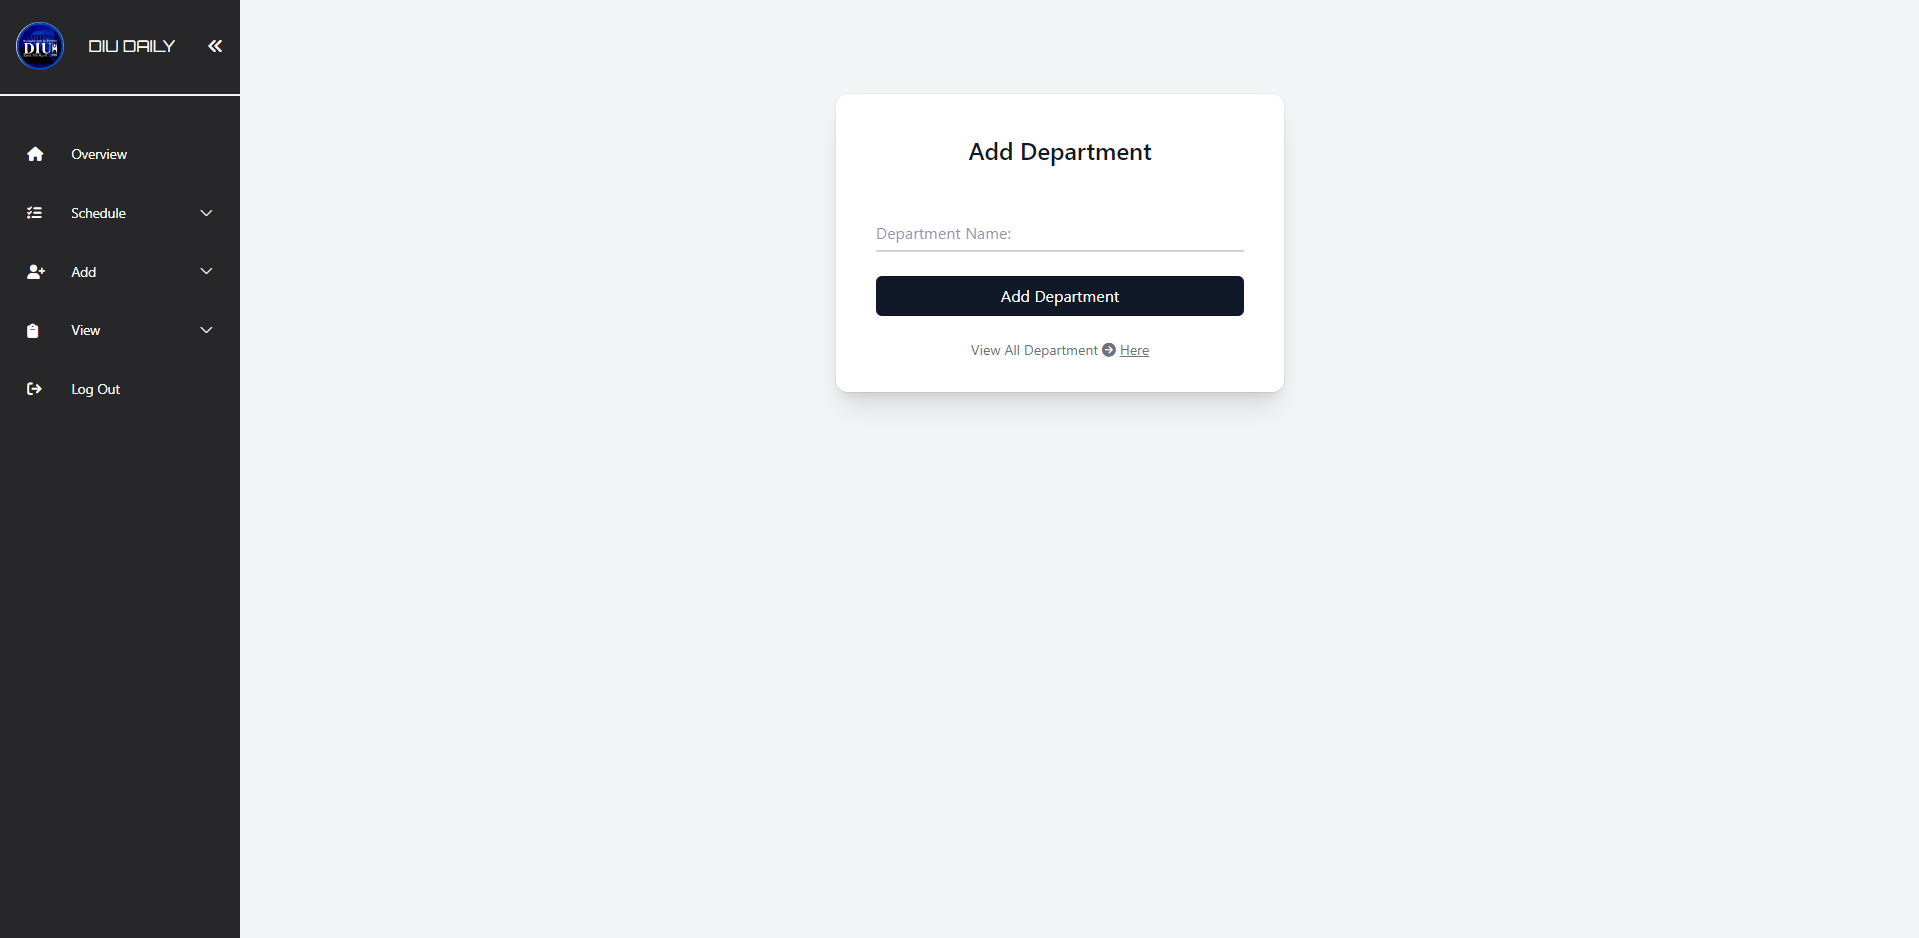 DIU
DIU DAILY
Overview
Schedule
Add
View
Log Out
Add Department
Department Name:
Add Department
View All Department Here